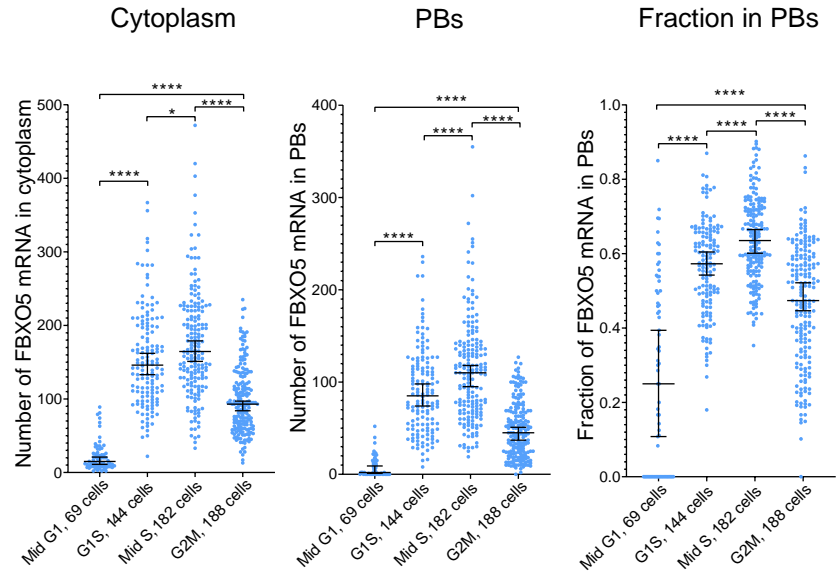 Cytoplasm
PBs
Fraction in PBs
Number of FBXO5 mRNA in cytoplasm
500
400
300
200
100
0
****
*
****
****
Mid G1, 69 cells
G1S, 144 cells
Mid S, 182 cells
G2M, 188 cells
Number of FBXO5 mRNA in PBs
400
300
200
100
0
****
****
****
****
Mid G1, 69 cells
G1S, 144 cells
Mid S, 182 cells
G2M, 188 cells
Fraction of FBXO5 mRNA in PBs
1.0
0.8
0.6
0.4
0.2
0.0
****
****
****
****
Mid G1, 69 cells
G1S, 144 cells
Mid S, 182 cells
G2M, 188 cells